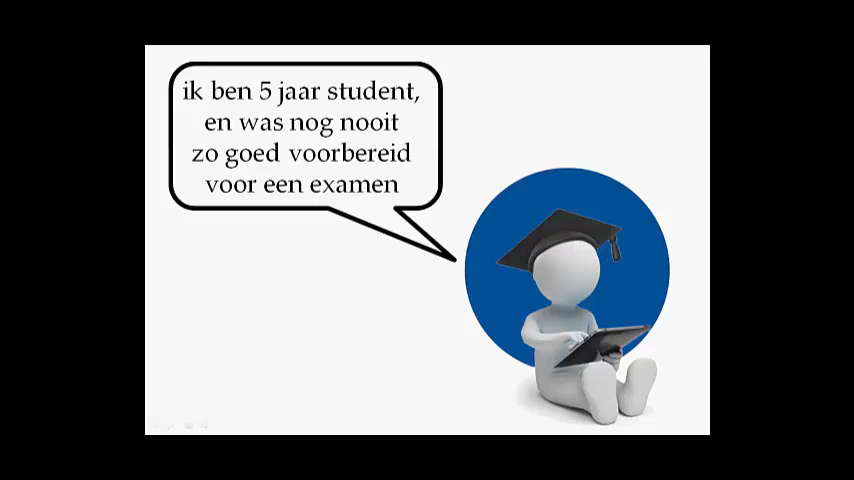 ik ben 5 jaar student,
en was nog nooit
zo goed voorbereid
voor een examen